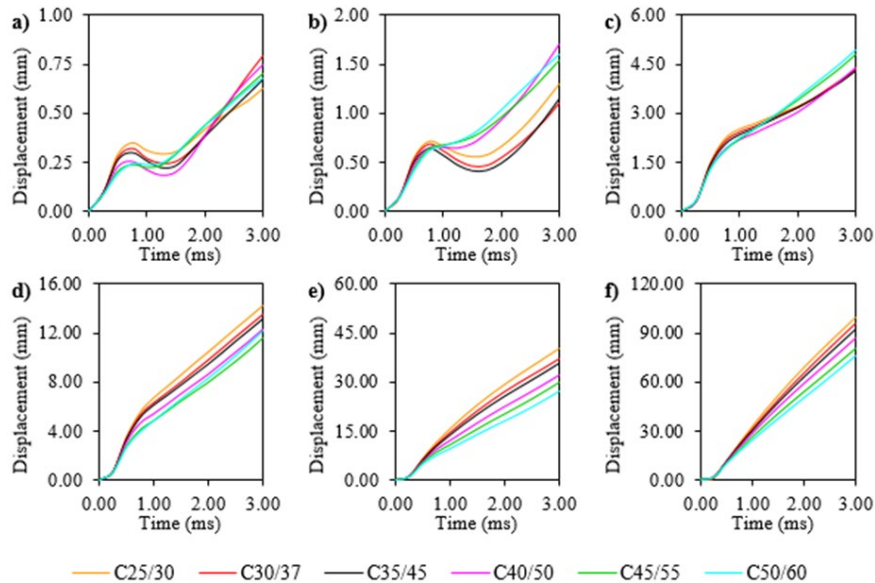 a) b) c)
Displacement (mm) 1.00 0.75 0.50 0.25 0.00
0.00 1.00 2.00 3.00
Time (ms)
Displacement (mm) 2.00 1.50 1.00 0.50 0.00
0.00 1.00 2.00 3.00
Time (ms)
Displacement (mm) 6.00 4.50 3.00 1.50 0.00
0.00 1.00 2.00 3.00
Time (ms)
d) e) f)
Displacement (mm) 16.00 12.00 8.00 4.00 0.00
0.00 1.00 2.00 3.00
Time (ms)
Displacement (mm) 60.00 45.00 30.00 15.00 0.00
0.00 1.00 2.00 3.00
Time (ms)
Displacement (mm) 120.00 90.00 60.00 30.00 0.00
0.00 1.00 2.00 3.00
Time (ms)
C25/30 C30/37 C35/45 C40/50 C45/55 C50/60